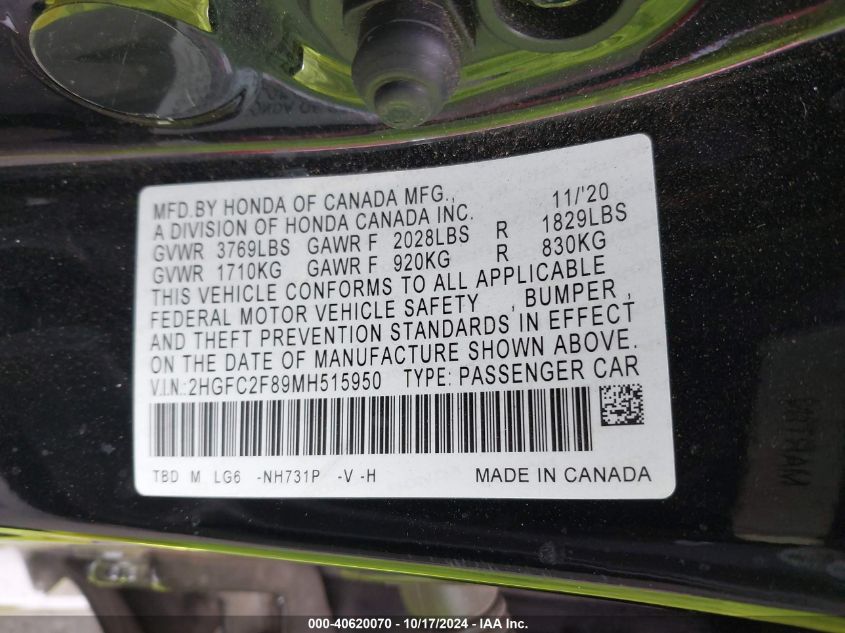 MFD.BY HONDA OF CANADA MFG., 11/'20
A DIVISION OF HONDA CANADA INC.
GVWR 3769LBS GAWR F 2028LBS R 1829LBS
GVWR 1710KG GAWR F 920KG R 830KG
THIS VEHICLE CONFORMS TO ALL APPLICABLE
FEDERAL MOTOR VEHICLE SAFETY , BUMPER ,
AND THEFT PREVENTION STANDARDS IN EFFECT
ON THE DATE OF MANUFACTURE SHOWN ABOVE.
V.I.N.:2HGFC2F89MH515950 TYPE: PASSENGER CAR
TBD M LG6 -NH731P -V -H MADE IN CANADA
000-40620070 - 10/17/2024 - IAA Inc.